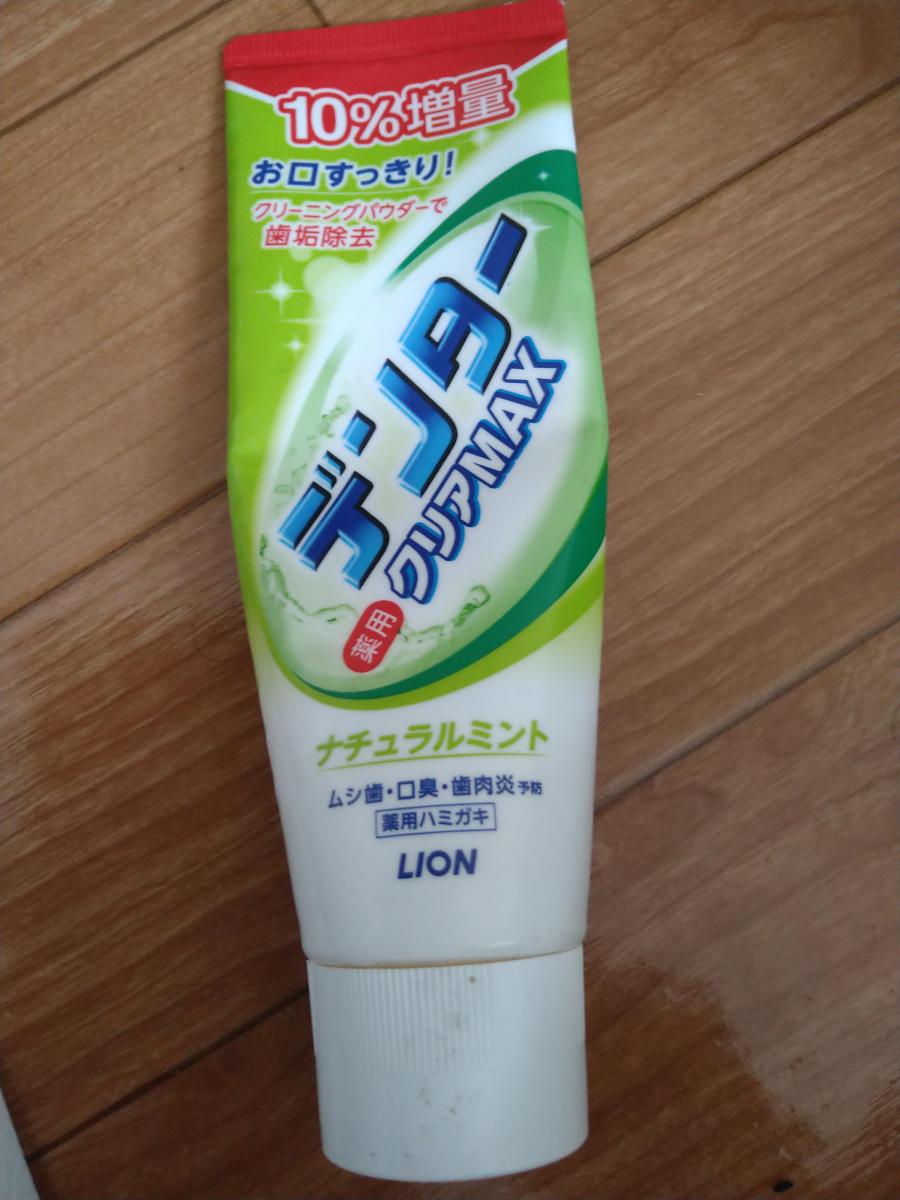 10%増量
お口すっきり!
クリーニングパウダーで
歯垢除去
デンター
クリアMAX
薬用
ナチュラルミント
ムシ歯・口臭・歯肉炎予防
薬用ハミガキ
LION